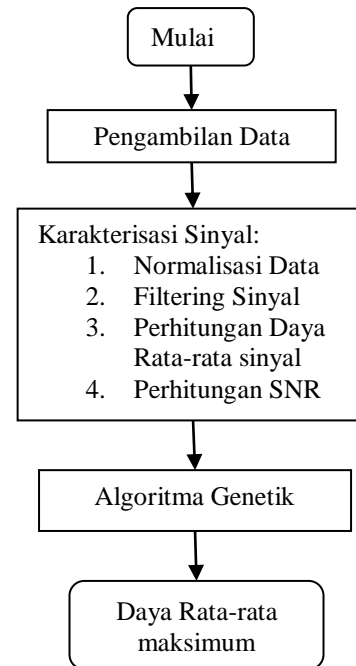 Mulai
Pengambilan Data
Karakterisasi Sinyal:
1. Normalisasi Data
2. Filtering Sinyal
3. Perhitungan Daya
Rata-rata sinyal
4. Perhitungan SNR
Algoritma Genetik
Daya Rata-rata
maksimum